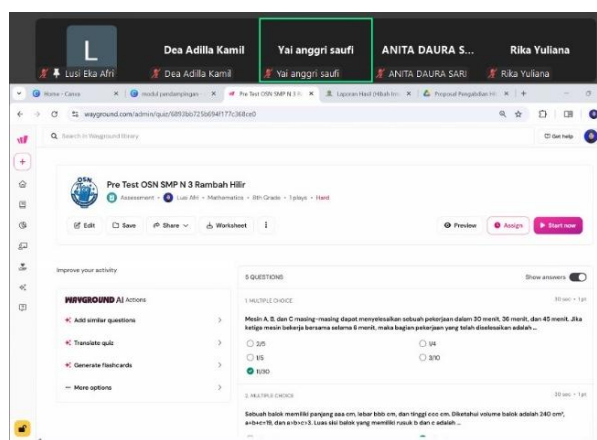 L
Dea Adilla Kamil
Yai anggri saufi
ANITA DAURA S...
Rika Yuliana
Lusi Eka Afri
Dea Adilla Kamil
Yai anggri saufi
ANITA DAURA SARI
Rika Yuliana
Home - Canva
modul pendampingan
Pre Test OSN SMP N 3 R
Laporan Hasil
Proposal Pengabdian
wayground.com/admin/quiz/
Search in Wayground library
Get help
OSN
Pre Test OSN SMP N 3 Rambah Hilir
Assessment • Lusi Afri • Mathematics • 8th Grade • 1 plays • Hard
Edit
Save
Share
Worksheet
Preview
Assign
Start now
Improve your activity
WAYGROUND AI Actions
Add similar questions
Translate quiz
Generate flashcards
More options
5 QUESTIONS
Show answers
1. MULTIPLE CHOICE
30 sec • 1 pt
Mesin A, B, dan C masing-masing dapat menyelesaikan sebuah pekerjaan dalam 30 menit, 36 menit, dan 45 menit. Jika
ketiga mesin bekerja bersama selama 6 menit, maka bagian pekerjaan yang telah diselesaikan adalah ...
2/5
1/4
1/5
3/10
11/30
2. MULTIPLE CHOICE
30 sec • 1 pt
Sebuah balok memiliki panjang aaa cm, lebar bbb cm, dan tinggi ccc cm. Diketahui volume balok adalah 240 cm³,
a+b+c=19, dan a>b>c>3. Luas sisi balok yang memiliki rusuk b dan c adalah ...